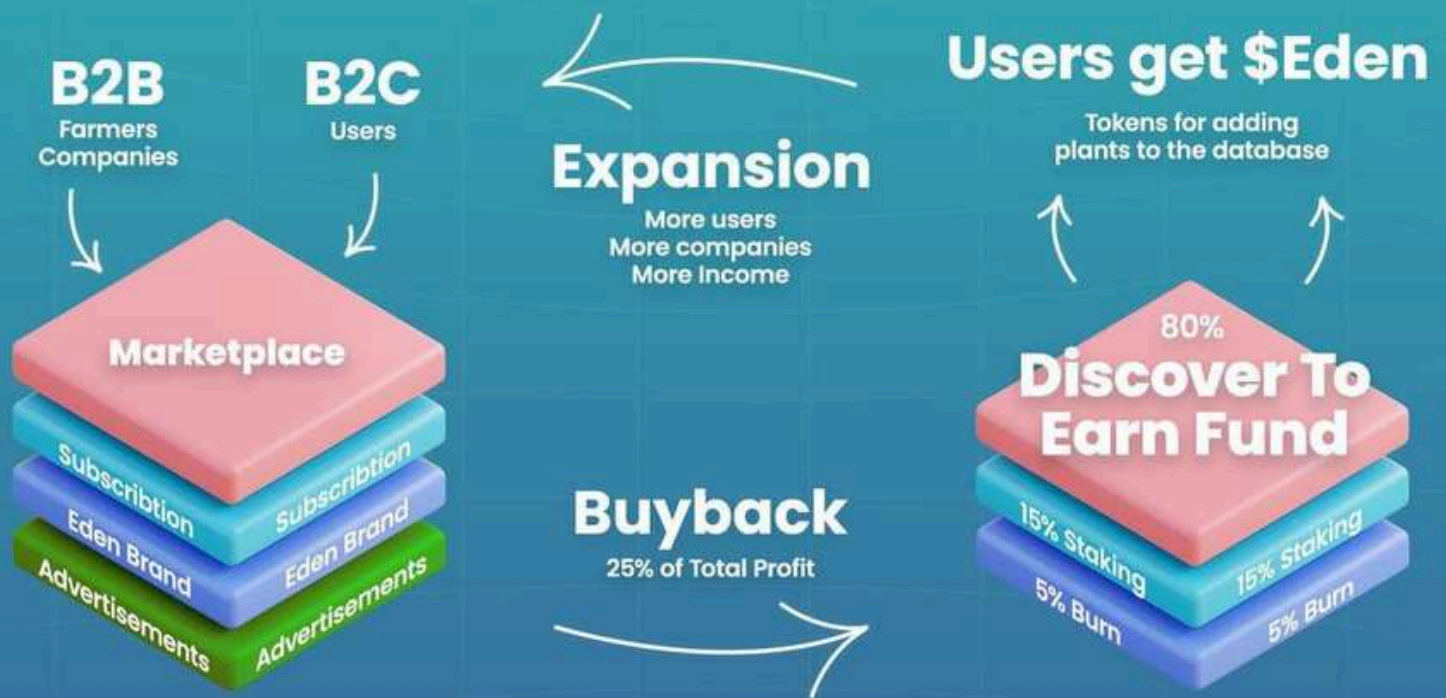 B2B
Farmers
Companies
B2C
Users
Marketplace
Subscribtion
Subscribtion
Eden Brand
Eden Brand
Advertisements
Advertisements
Expansion
More users
More companies
More Income
Buyback
25% of Total Profit
Users get $Eden
Tokens for adding
plants to the database
80%
Discover To
Earn Fund
15% Staking
15% Staking
5% Burn
5% Burn